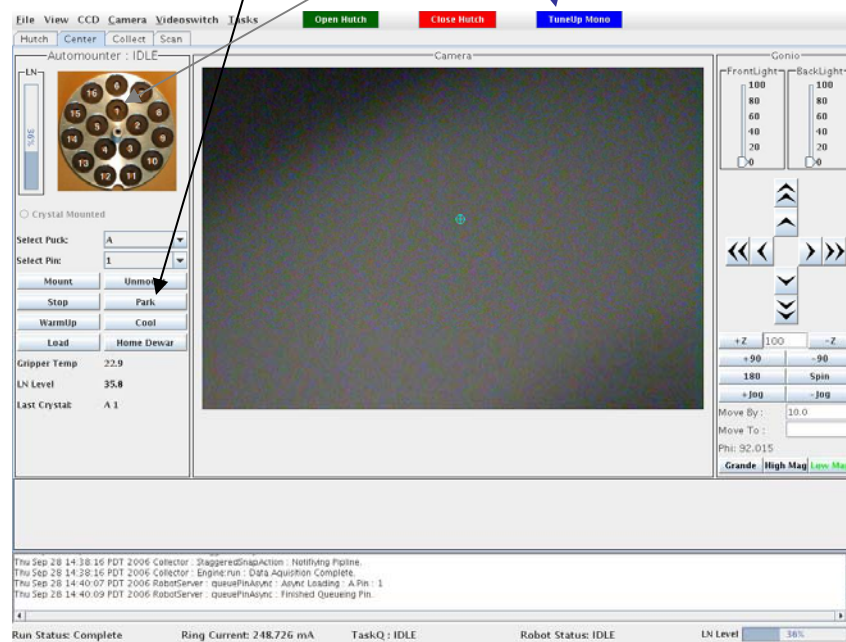 File View CCD Camera Videoswitch Tasks Open Hutch Close Hutch TuneUp Mono
Hutch Center Collect Scan
Automounter : IDLE
LN
36%
16 6 7
15 1 8
5 2
14 9
4 3
13 10
12 11
Crystal Mounted
Select Puck: A
Select Pin: 1
Mount Unmount
Stop Park
WarmUp Cool
Load Home Dewar
Gripper Temp 22.9
LN Level 35.8
Last Crystal: A 1
Camera
Gonio
FrontLight BackLight
100 100
80 80
60 60
40 40
20 20
0 0
+Z 100 -Z
+90 -90
180 Spin
+Jog -Jog
Move By : 10.0
Move To :
Phi: 92.015
Grande High Mag Low Ma
Thu Sep 28 14:38:16 PDT 2006 Collector : StaggeredSnapAction : Notifiying Pipline.
Thu Sep 28 14:38:16 PDT 2006 Collector : Engine:run : Data Aquisition Complete.
Thu Sep 28 14:40:07 PDT 2006 RobotServer : queuePinAsync : Async Loading : A Pin : 1
Thu Sep 28 14:40:09 PDT 2006 RobotServer : queuePinAsync : Finished Queueing Pin.
Run Status: Complete Ring Current: 248.726 mA TaskQ : IDLE Robot Status: IDLE LN Level 36%